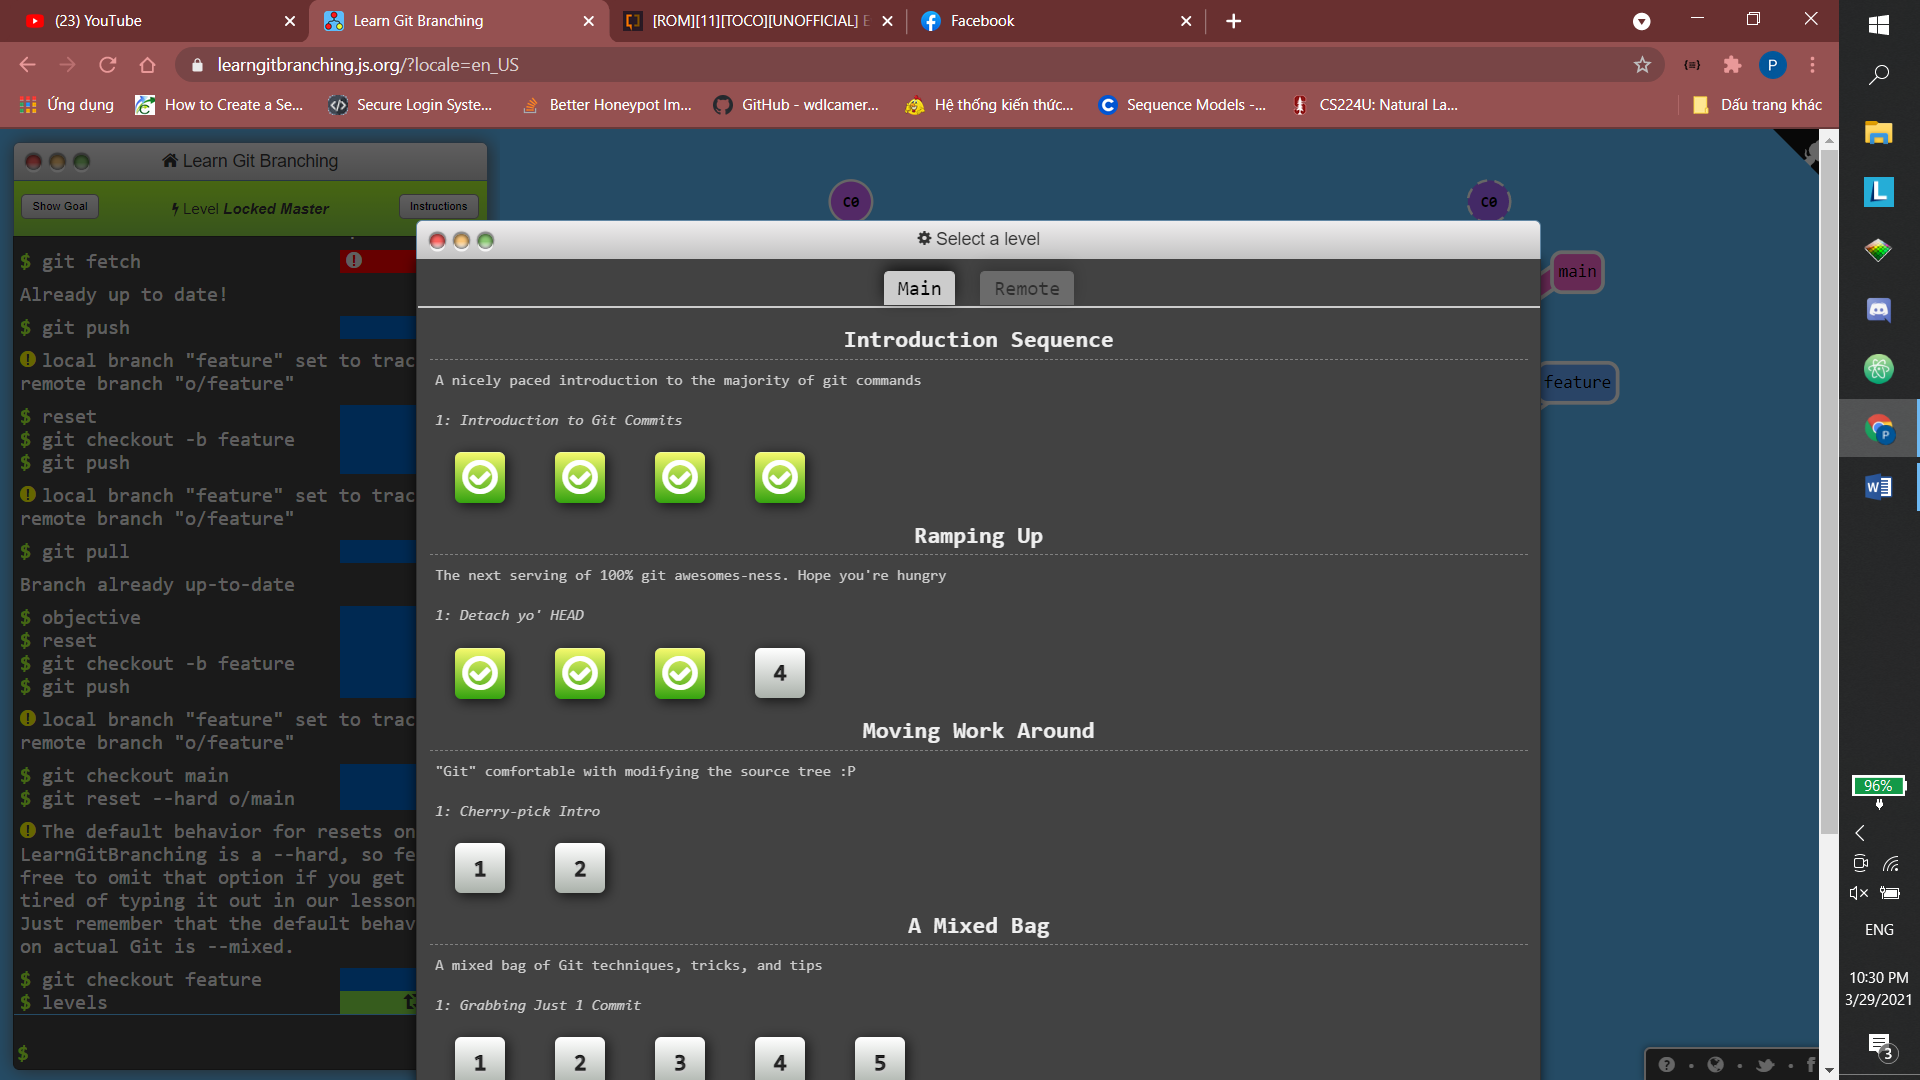 (23) YouTube
Learn Git Branching
[ROM][11][TOCO][UNOFFICIAL] E
Facebook
learngitbranching.js.org/?locale=en_US
P
Ứng dụng
How to Create a Se...
Secure Login Syste...
Better Honeypot Im...
GitHub - wdlcamer...
Hệ thống kiến thức...
Sequence Models -...
CS224U: Natural La...
Dấu trang khác
Learn Git Branching
Show Goal
Level Locked Master
Instructions
$ git fetch
Already up to date!
$ git push
local branch "feature" set to trac
remote branch "o/feature"
$ reset
$ git checkout -b feature
$ git push
local branch "feature" set to trac
remote branch "o/feature"
$ git pull
Branch already up-to-date
$ objective
$ reset
$ git checkout -b feature
$ git push
local branch "feature" set to trac
remote branch "o/feature"
$ git checkout main
$ git reset --hard o/main
The default behavior for resets on
LearnGitBranching is a --hard, so fe
free to omit that option if you get
tired of typing it out in our lesson
Just remember that the default behav
on actual Git is --mixed.
$ git checkout feature
$ levels
$
C0
C0
main
feature
Select a level
Main
Remote
Introduction Sequence
A nicely paced introduction to the majority of git commands
1: Introduction to Git Commits
Ramping Up
The next serving of 100% git awesomes-ness. Hope you're hungry
1: Detach yo' HEAD
4
Moving Work Around
"Git" comfortable with modifying the source tree :P
1: Cherry-pick Intro
1 2
A Mixed Bag
A mixed bag of Git techniques, tricks, and tips
1: Grabbing Just 1 Commit
1 2 3 4 5
96%
ENG
10:30 PM
3/29/2021
3